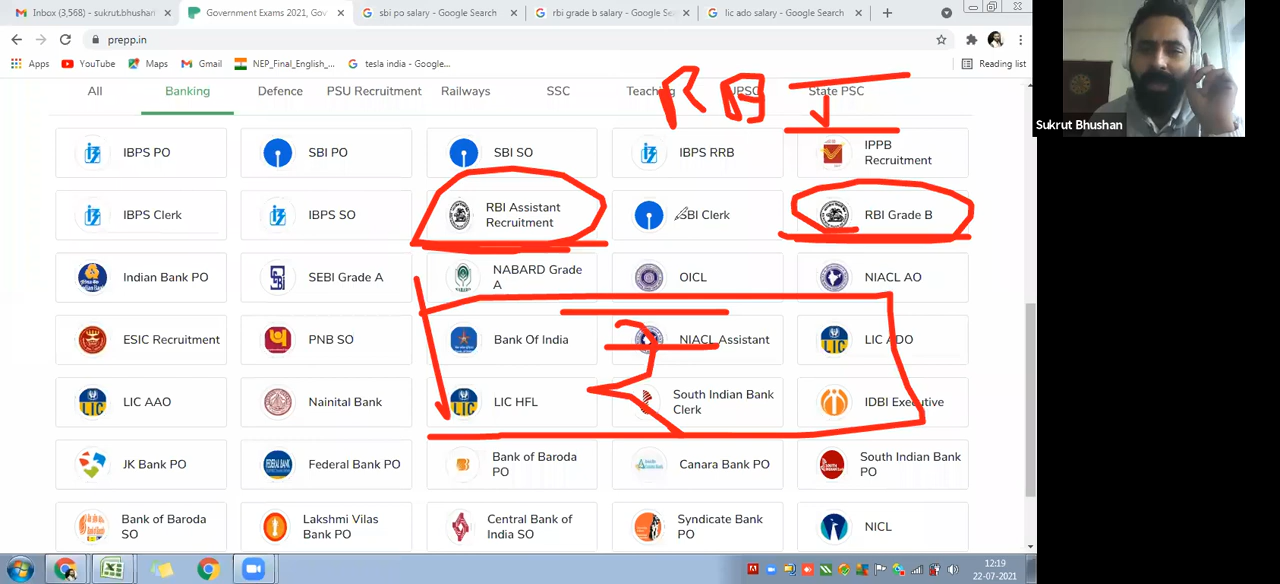 Inbox (3,568) - sukrut.bhushan
Government Exams 2021, Gov
sbi po salary - Google Search
rbi grade b salary - Google Se
lic ado salary - Google Search
prepp.in
Apps
YouTube
Maps
Gmail
NEP_Final_English_...
tesla india - Google...
Reading list
All
Banking
Defence
PSU Recruitment
Railways
SSC
Teaching
UPSC
State PSC
RBI
IBPS PO
SBI PO
SBI SO
IBPS RRB
IPPB
Recruitment
IBPS Clerk
IBPS SO
RBI Assistant
Recruitment
SBI Clerk
RBI Grade B
Indian Bank PO
SEBI Grade A
NABARD Grade
A
OICL
NIACL AO
ESIC Recruitment
PNB SO
Bank Of India
NIACL Assistant
LIC ADO
LIC AAO
Nainital Bank
LIC HFL
South Indian Bank
Clerk
IDBI Executive
JK Bank PO
Federal Bank PO
Bank of Baroda
PO
Canara Bank PO
South Indian Bank
PO
Bank of Baroda
SO
Lakshmi Vilas
Bank PO
Central Bank of
India SO
Syndicate Bank
PO
NICL
Sukrut Bhushan
12:19
22-07-2021